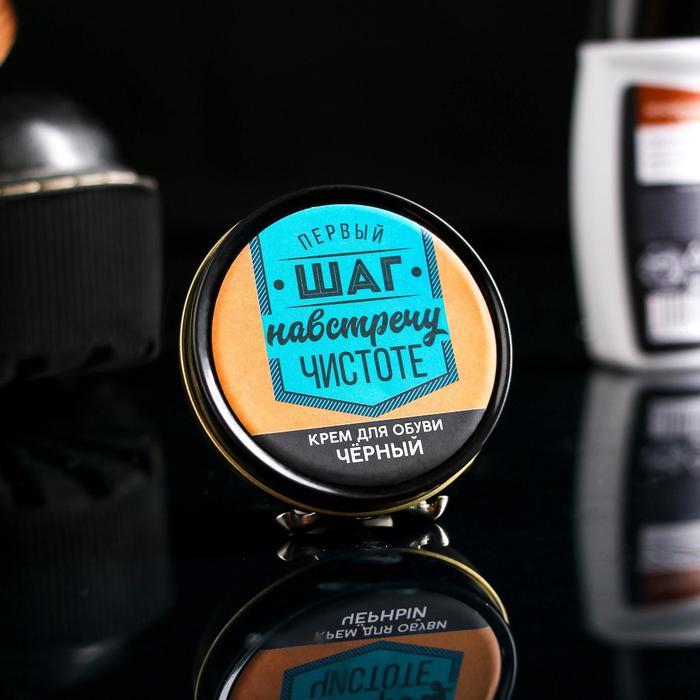 ПЕРВЫЙ
ШАГ
навстречу
ЧИСТОТЕ
КРЕМ ДЛЯ ОБУВИ
ЧЁРНЫЙ